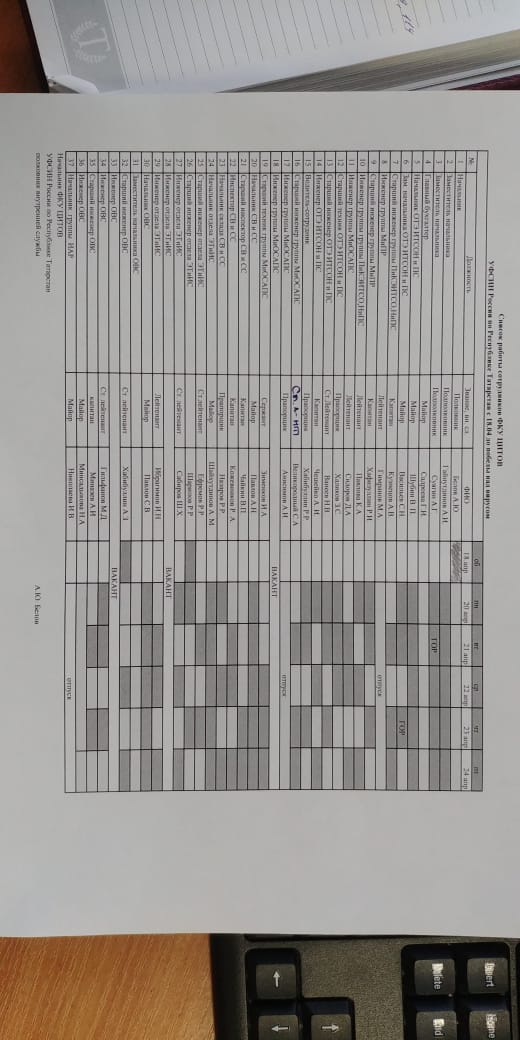 Список работы сотрудников ФКУ ЦИТОВ
УФСИН России по Республике Татарстан с 18.04 до победы над вирусом
сб пн вт ср чт пт
№ Должность Звание, вн. сл. ФИО 18 апр 20 апр 21 апр 22 апр 23 апр 24 апр
1 Начальник Полковник Белов А.Ю.
2 Заместитель начальника Подполковник Гайнутдинов А.И.
3 Заместитель начальника Подполковник Суягин А.Г. ГОР
4 Главный бухгалтер Майор Садреева Г.И.
5 Начальник ОТЭ ИТСОН и ПС Майор Шубин В. П.
6 Зам. начальника ОТЭ ИТСОН и ПС Майор Васильев С.Н. ГОР
7 Старший инженер группы ПиКЭИТСО,НиПС Капитан Кузнецов А.В.
8 Инженер группы МиПР Лейтенант Гимранов М.А. отпуск
9 Старший инженер группы МиПР Капитан Хафизуллин Р.И.
10 Инженер группы группы ПиКЭИТСО,НиПС Лейтенант Павлова К.А.
11 Инженер группы МиОСАПС Лейтенант Сидоров Д.А.
12 Старший техник ОТЭ ИТСОН и ПС Прапорщик Халиков З.С.
13 Старший инженер ОТЭ ИТСОН и ПС Ст.Лейтенант Ванеев Н.В.
14 Инженер ОТЭ ИТСОН и ПС Капитан Чешейко А. И.
15 Водитель-сотрудник Прапорщик Хабибуллин Р.Р.
16 Старший инженер группы МиОСАПС Великородный С.А.
17 Инженер группы МиОСАПС Прапорщик Анисимов А.И. отпуск
18 Инженер группы МиОСАПС ВАКАНТ
19 Старший техник группы МиОСАПС Сержант Зименков И.А.
20 Начальник СВ и СС Майор Павлов А.Н.
21 Старший инспектор СВ и СС Капитан Чайкин В.П.
22 Инспектор СВ и СС Капитан Кожевников Р. А.
23 Начальник склада СВ и СС Прапорщик Назаров Р.Р.
24 Начальник отдела ЭТиИС Майор Шайхутдинов А. М.
25 Старший инженер отдела ЭТиИС Ст.лейтенант Ефремов Р.Р.
26 Старший инженер отдела ЭТиИС Шарипов Р.Р.
27 Инженер отдела ЭТиИС Ст. лейтенант Сабиров Ш.Х.
28 Инженер отдела ЭТиИС ВАКАНТ
29 Инженер отдела ЭТиИС Лейтенант Ибрагимов И.Н.
30 Начальник ОВС Майор Павлов С.В.
31 Заместитель начальника ОВС
32 Старший инженер ОВС Ст. лейтенант Хабибуллин А.З.
33 Инженер ОВС ВАКАНТ
34 Инженер ОВС Ст. лейтенант Гильфанов М.Д.
35 Старший инженер ОВС капитан Минзев А.И.
36 Инженер ОВС Майор Минсадыкова Н.А.
37 Начальник группы ИАР Майор Николаева И.В. отпуск
Начальник ФКУ ЦИТОВ
УФСИН России по Республике Татарстан
полковник внутренней службы А.Ю. Белов
Home